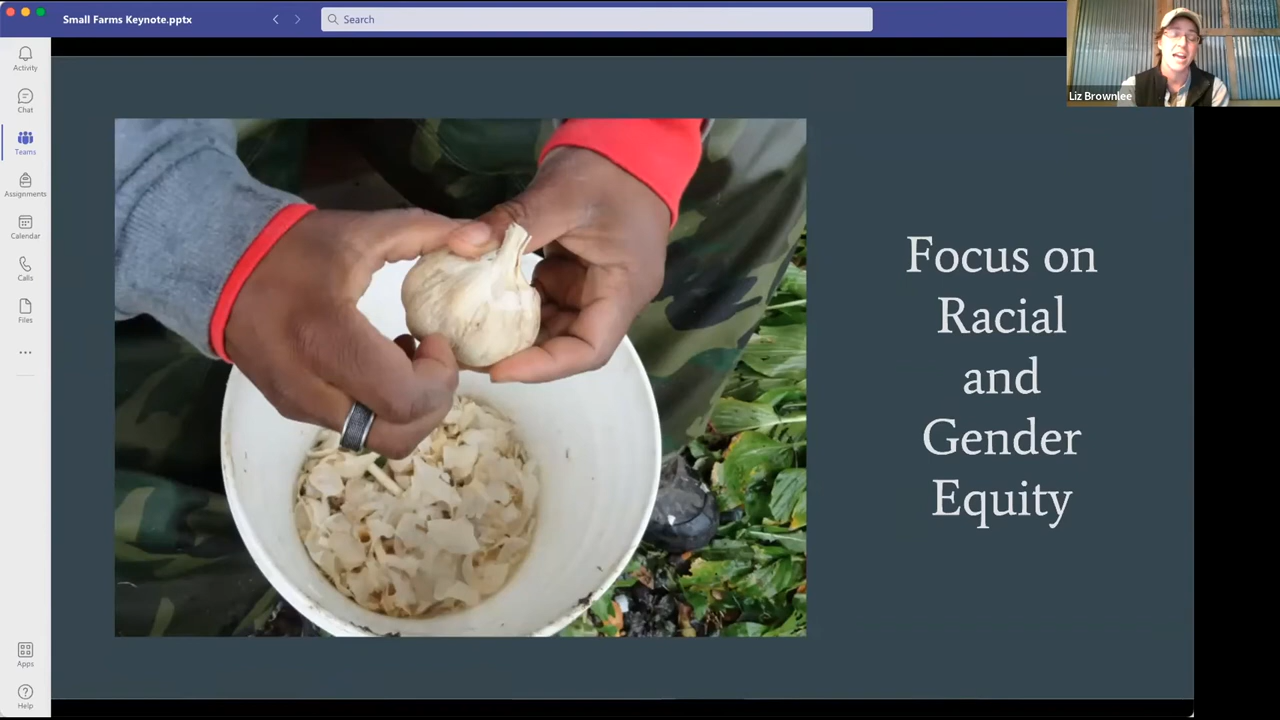 Small Farms Keynote.pptx
Search
Liz Brownlee
Activity
Chat
Teams
Assignments
Calendar
Calls
Files
Apps
Help
Focus on
Racial
and
Gender
Equity